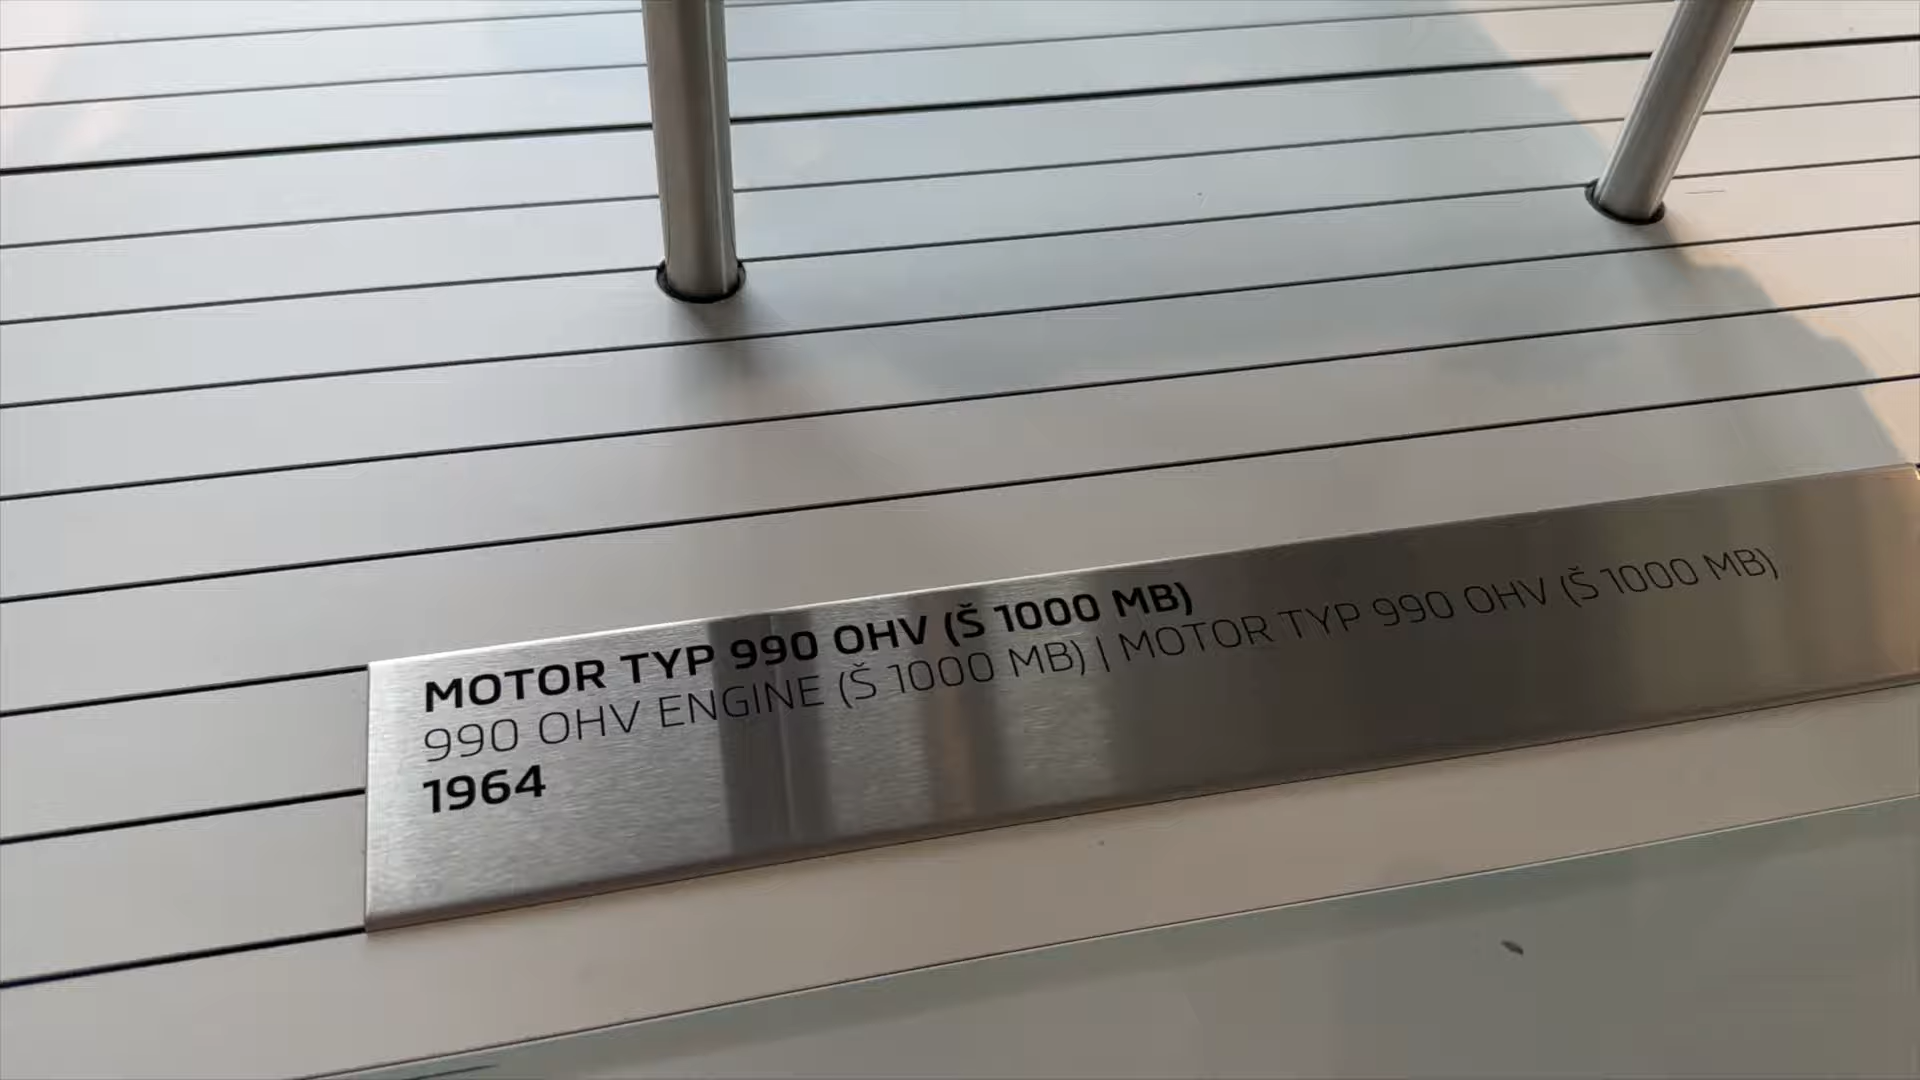 MOTOR TYP 990 OHV (Š 1000 MB)
990 OHV ENGINE (Š 1000 MB) | MOTOR TYP 990 OHV (Š 1000 MB)
1964